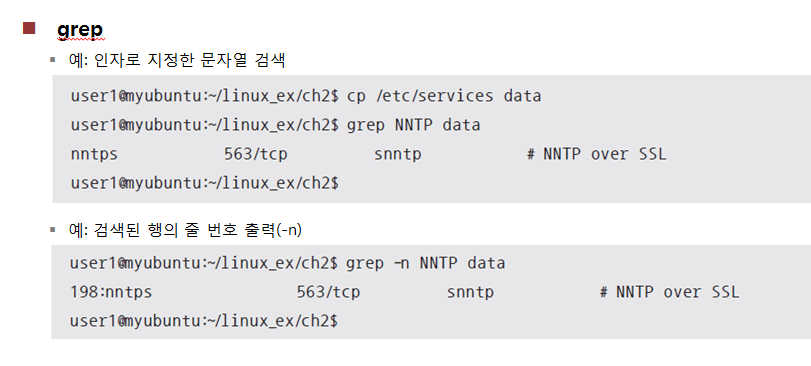 grep
예: 인자로 지정한 문자열 검색
user1@myubuntu:~/linux_ex/ch2$ cp /etc/services data
user1@myubuntu:~/linux_ex/ch2$ grep NNTP data
nntps 563/tcp snntp # NNTP over SSL
user1@myubuntu:~/linux_ex/ch2$
예: 검색된 행의 줄 번호 출력(-n)
user1@myubuntu:~/linux_ex/ch2$ grep -n NNTP data
198:nntps 563/tcp snntp # NNTP over SSL
user1@myubuntu:~/linux_ex/ch2$